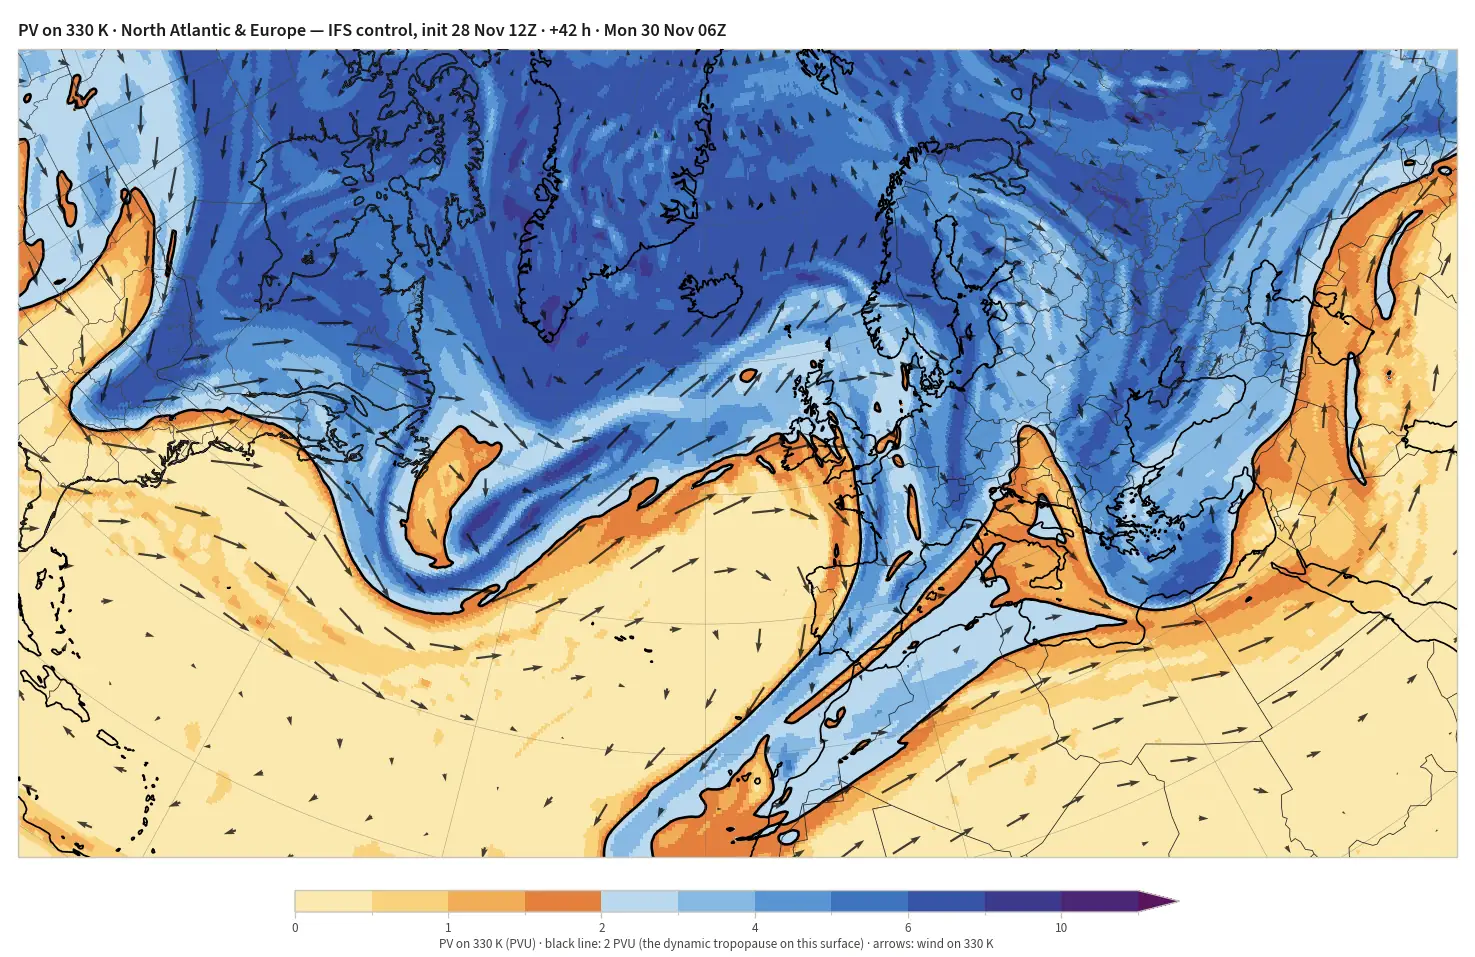 PV on 330 K · North Atlantic & Europe — IFS control, init 28 Nov 12Z · +42 h · Mon 30 Nov 06Z
0 1 2 4 6 10
PV on 330 K (PVU) · black line: 2 PVU (the dynamic tropopause on this surface) · arrows: wind on 330 K